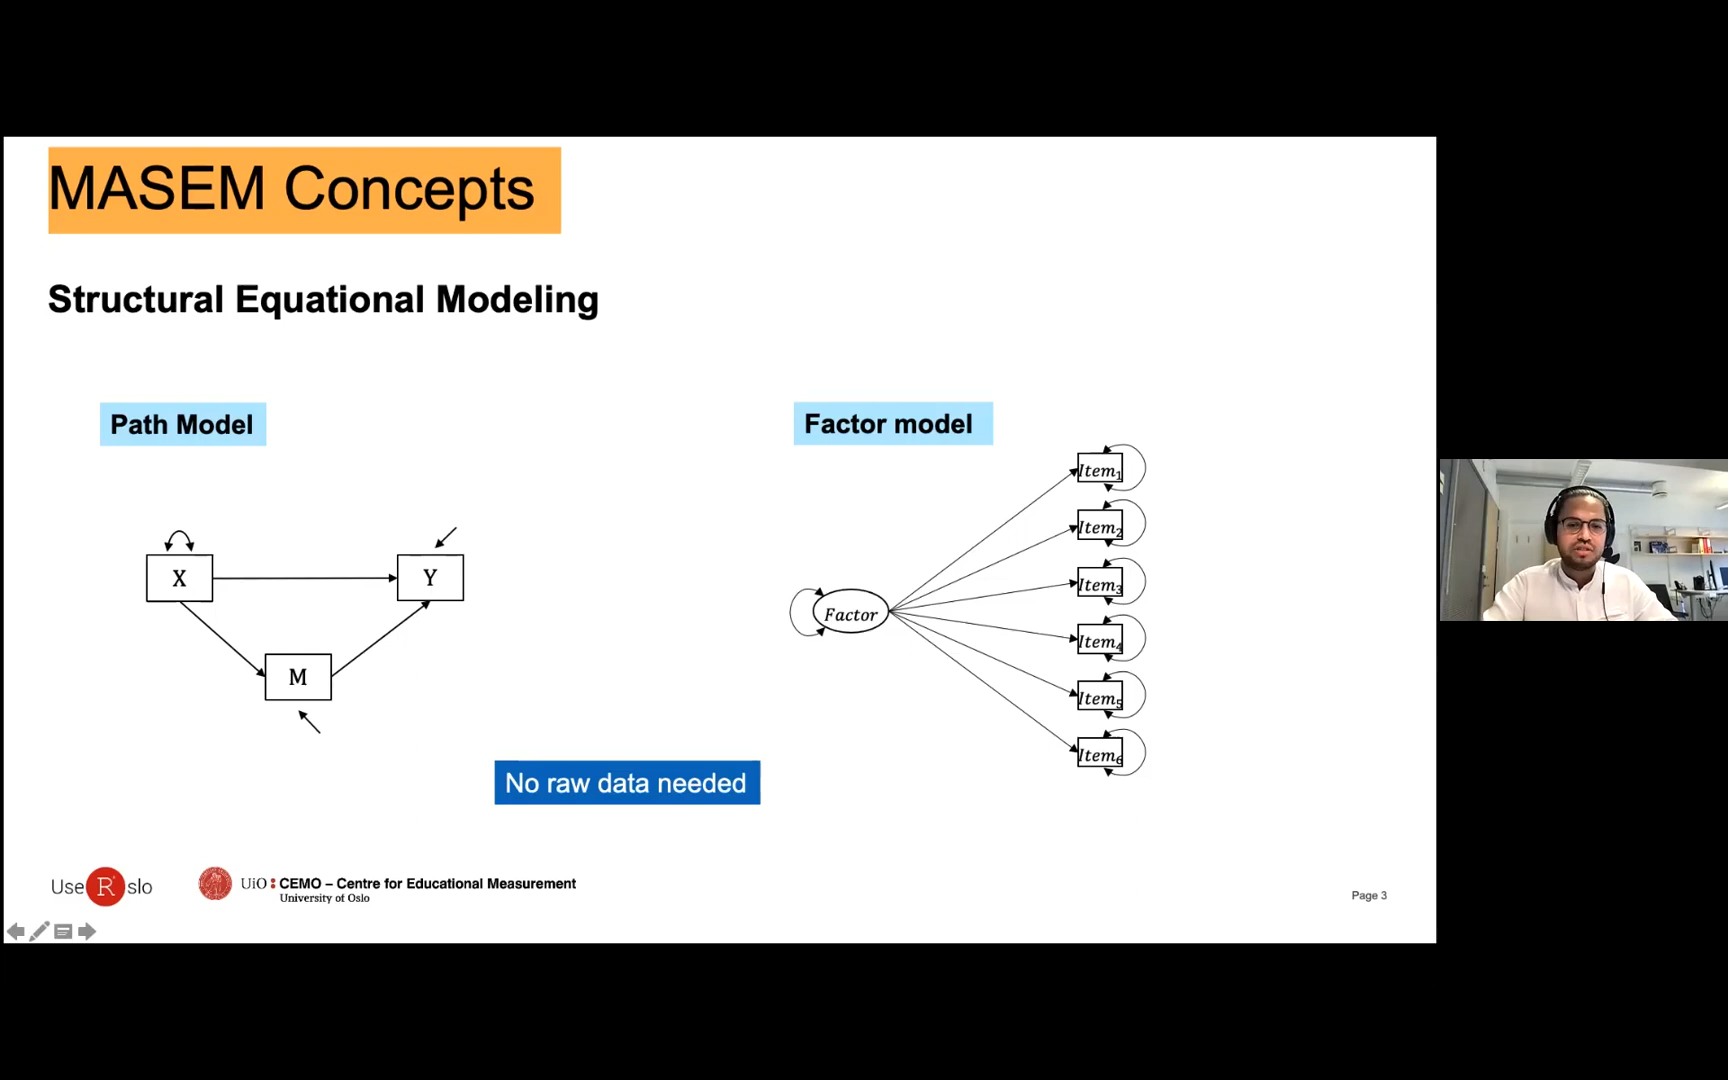 MASEM Concepts
Structural Equational Modeling
Path Model
Factor model
X
Y
M
Factor
Item1
Item2
Item3
Item4
Item5
Item6
No raw data needed
Use R slo
UiO: CEMO – Centre for Educational Measurement
University of Oslo
Page 3